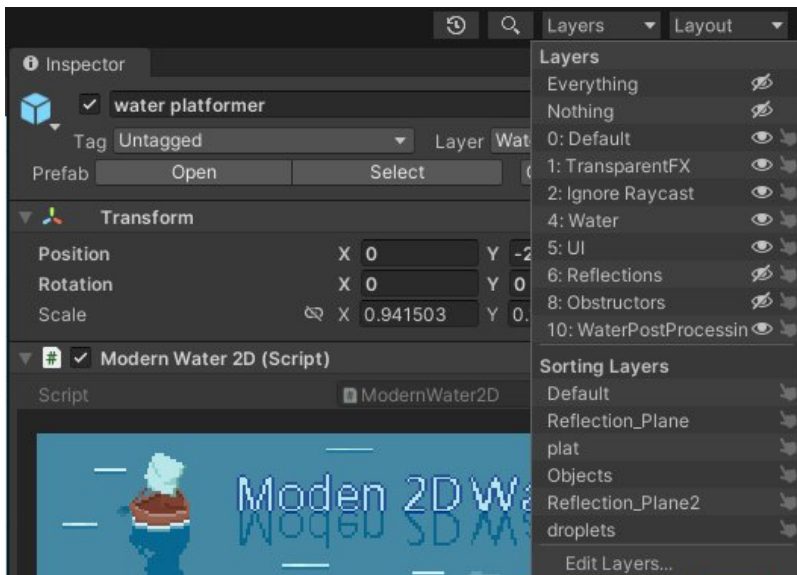 Layers Layout
Inspector
water platformer
Tag Untagged Layer
Prefab Open Select
Transform
Position X 0 Y
Rotation X 0 Y 0
Scale X 0.941503 Y 0.
# Modern Water 2D (Script)
Script # ModernWater2D
Moden 2D
Layers
Everything
Nothing
0: Default
1: TransparentFX
2: Ignore Raycast
4: Water
5: UI
6: Reflections
8: Obstructors
10: WaterPostProcessin
Sorting Layers
Default
Reflection_Plane
plat
Objects
Reflection_Plane2
droplets
Edit Layers...